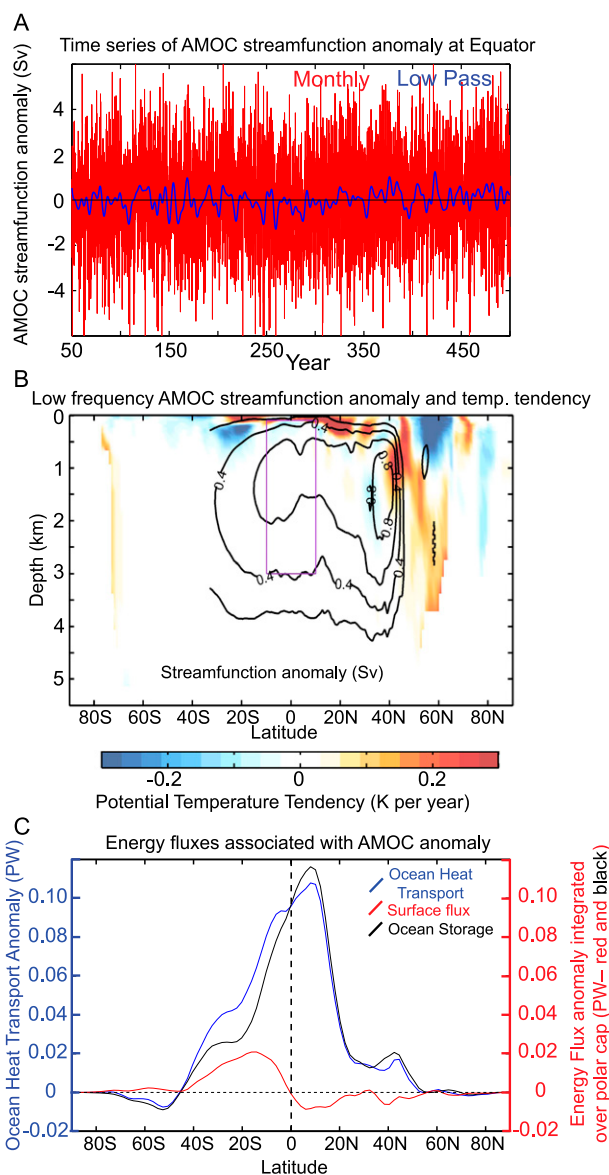 A
Time series of AMOC streamfunction anomaly at Equator
AMOC streamfunction anomaly (Sv)
Monthly Low Pass
4
2
0
-2
-4
50 150 250 350 450
Year
B
Low frequency AMOC streamfunction anomaly and temp. tendency
Depth (km)
0
1
2
3
4
5
0.4
0.4
0.8
0.8
0.8
0.4
0.4
0.4
0.4
0.4
Streamfunction anomaly (Sv)
80S 60S 40S 20S 0 20N 40N 60N 80N
Latitude
-0.2 0 0.2
Potential Temperature Tendency (K per year)
C
Energy fluxes associated with AMOC anomaly
Ocean Heat Transport Anomaly (PW)
0.10
0.08
0.06
0.04
0.02
0
-0.02
Ocean Heat
Transport
Surface flux
Ocean Storage
0.10
0.08
0.06
0.04
0.02
0
-0.02
Energy Flux anomaly integrated
over polar cap (PW– red and black)
80S 60S 40S 20S 0 20N 40N 60N 80N
Latitude